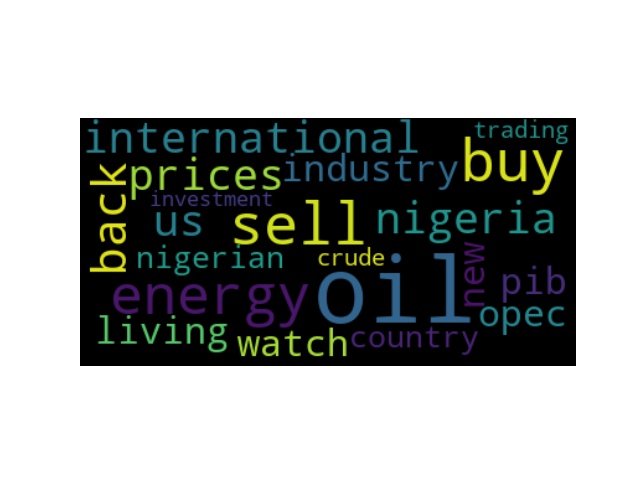 international
trading
buy
prices
industry
back
investment
us
sell
nigeria
nigerian
crude
new
energy
oil
pib
opec
living
watch
country